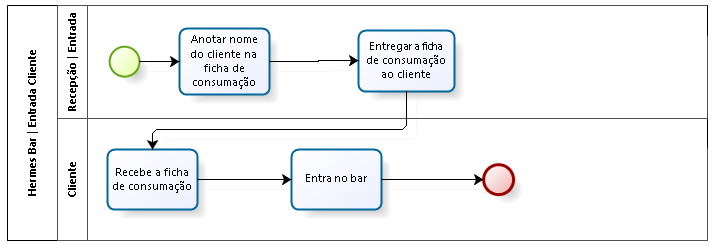 Hermes Bar | Entrada Cliente
Recepção | Entrada
Anotar nome
do cliente na
ficha de
consumação
Entregar a ficha
de consumação
ao cliente
Cliente
Recebe a ficha
de consumação
Entra no bar